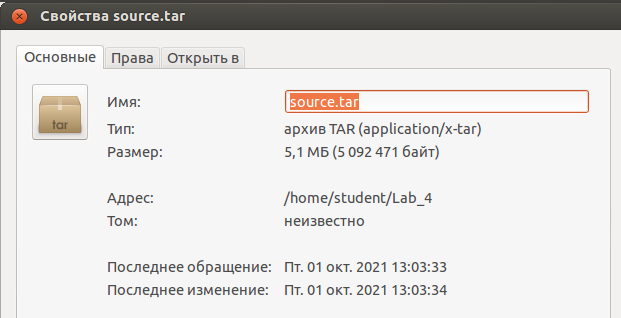 Свойства source.tar
Основные Права Открыть в
tar
Имя: source.tar
Тип: архив TAR (application/x-tar)
Размер: 5,1 МБ (5 092 471 байт)
Адрес: /home/student/Lab_4
Том: неизвестно
Последнее обращение: Пт. 01 окт. 2021 13:03:33
Последнее изменение: Пт. 01 окт. 2021 13:03:34